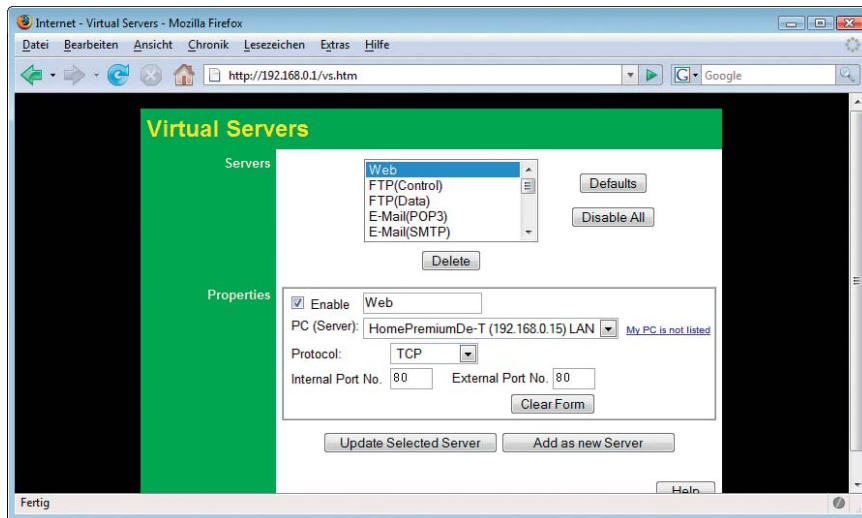 Internet - Virtual Servers - Mozilla Firefox
Datei Bearbeiten Ansicht Chronik Lesezeichen Extras Hilfe
http://192.168.0.1/vs.htm
G Google
Virtual Servers
Servers
Web
FTP(Control)
FTP(Data)
E-Mail(POP3)
E-Mail(SMTP)
Defaults
Disable All
Delete
Properties
Enable Web
PC (Server): HomePremiumDe-T (192.168.0.15) LAN My PC is not listed
Protocol: TCP
Internal Port No. 80 External Port No. 80
Clear Form
Update Selected Server Add as new Server
Help
Fertig